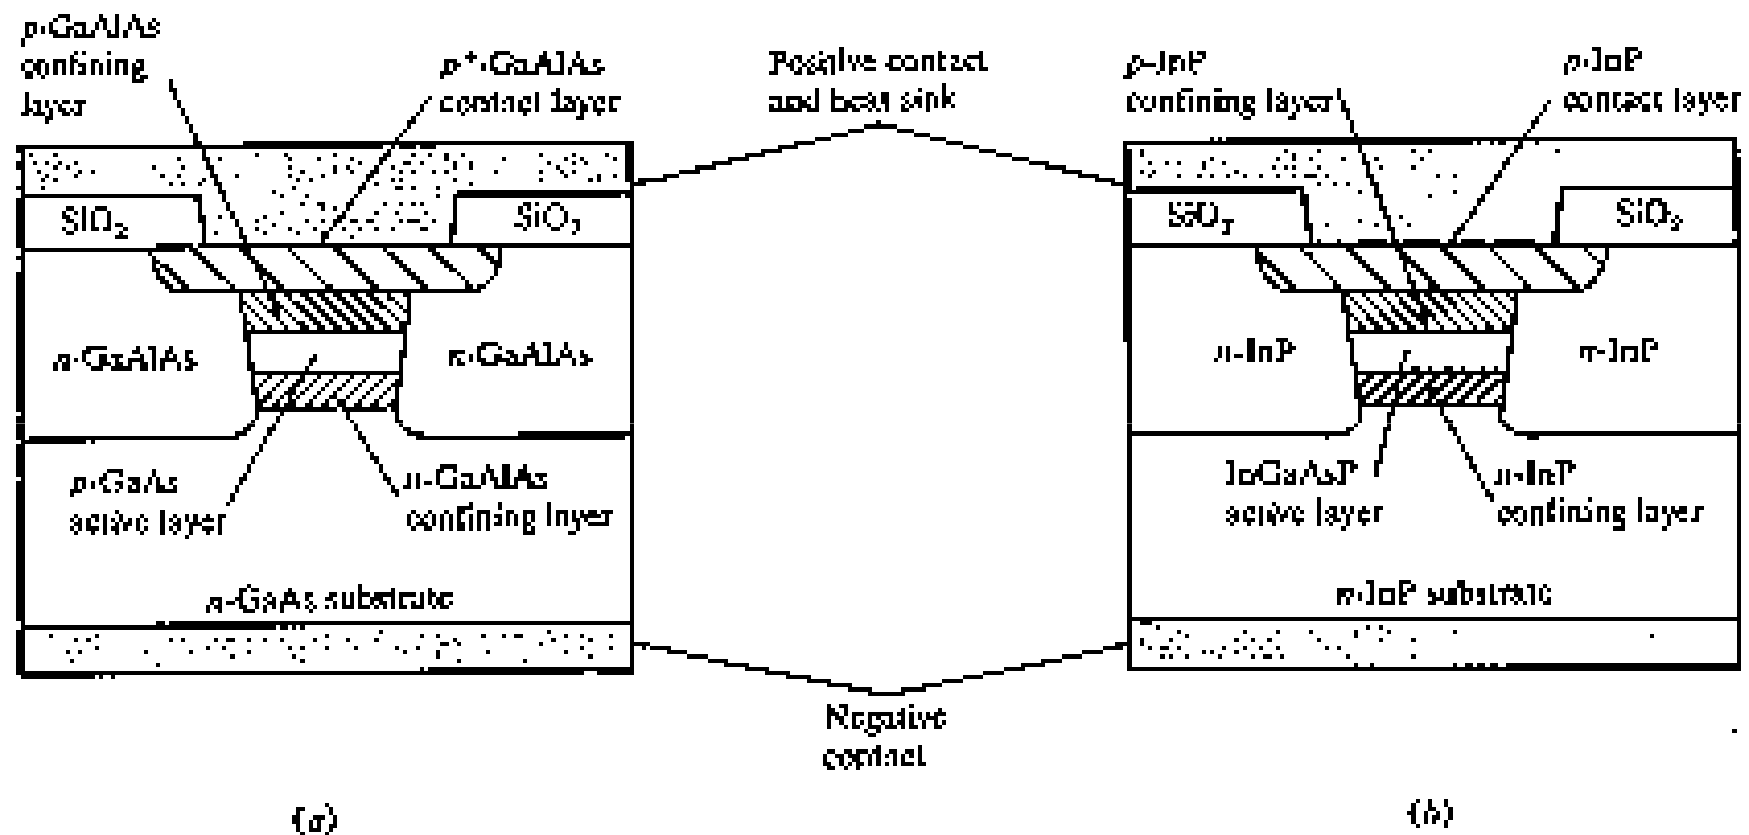 p-GaAlAs
confining
layer
p+-GaAlAs
contact layer
Positive contact
and heat sink
p-InP
confining layer
p-InP
contact layer
SiO2
SiO2
SiO2
SiO2
n-GaAlAs
n-GaAlAs
n-InP
n-InP
p-GaAs
active layer
n-GaAlAs
confining layer
InGaAsP
active layer
n-InP
confining layer
n-GaAs substrate
n-InP substrate
Negative
contact
(a)
(b)